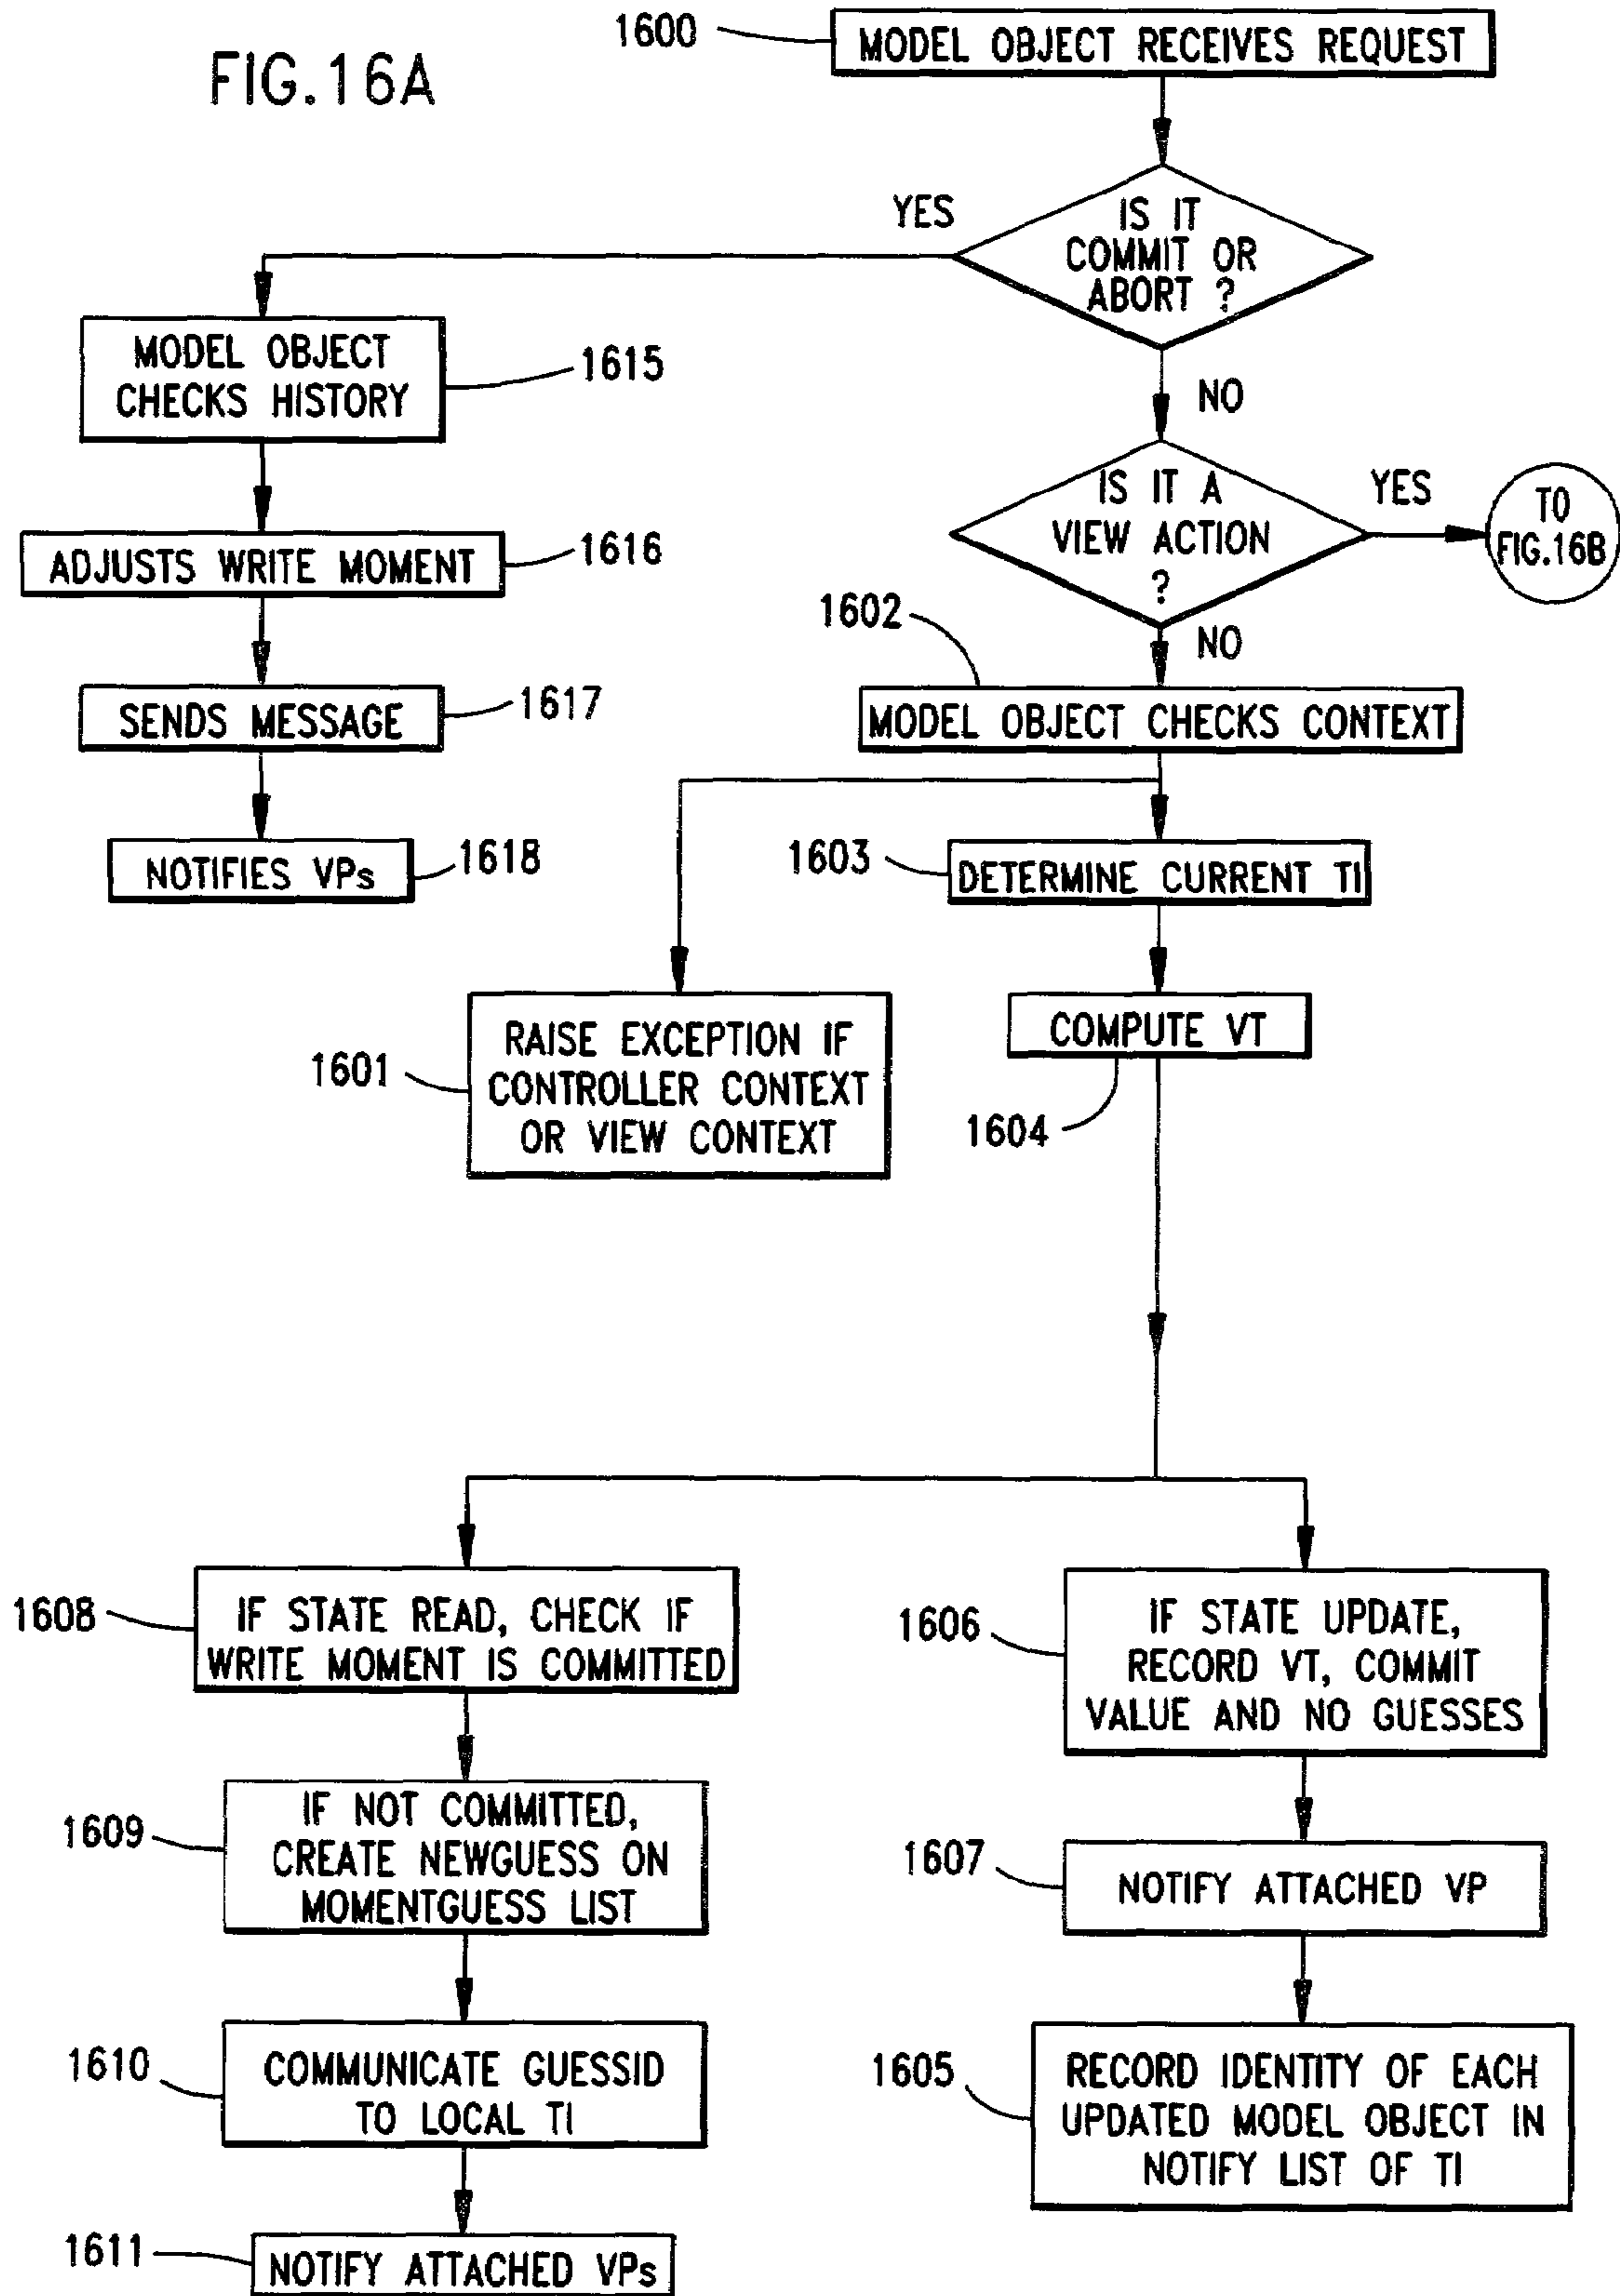 FIG.16A
1600
MODEL OBJECT RECEIVES REQUEST
IS IT
COMMIT OR
ABORT ?
YES
NO
MODEL OBJECT
CHECKS HISTORY
1615
ADJUSTS WRITE MOMENT
1616
SENDS MESSAGE
1617
NOTIFIES VPs
1618
IS IT A
VIEW ACTION
?
YES
TO
FIG.16B
NO
1602
MODEL OBJECT CHECKS CONTEXT
1603
DETERMINE CURRENT TI
1601
RAISE EXCEPTION IF
CONTROLLER CONTEXT
OR VIEW CONTEXT
COMPUTE VT
1604
1608
IF STATE READ, CHECK IF
WRITE MOMENT IS COMMITTED
1609
IF NOT COMMITTED,
CREATE NEWGUESS ON
MOMENTGUESS LIST
1610
COMMUNICATE GUESSID
TO LOCAL TI
1611
NOTIFY ATTACHED VPs
1606
IF STATE UPDATE,
RECORD VT, COMMIT
VALUE AND NO GUESSES
1607
NOTIFY ATTACHED VP
1605
RECORD IDENTITY OF EACH
UPDATED MODEL OBJECT IN
NOTIFY LIST OF TI